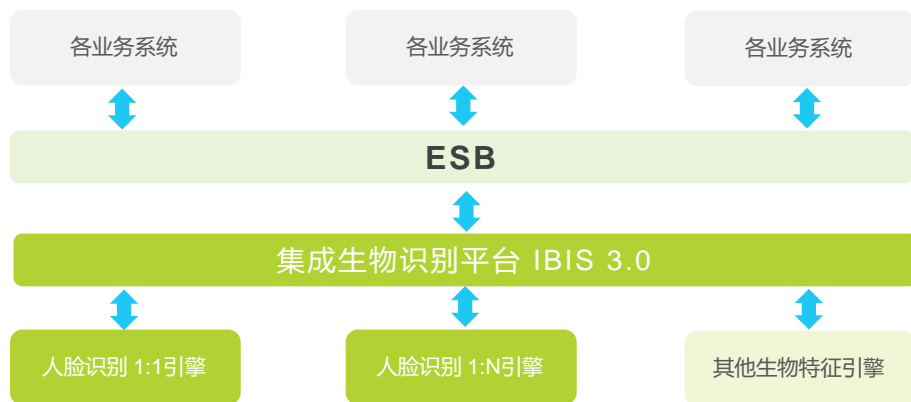 各业务系统
各业务系统
各业务系统
ESB
集成生物识别平台 IBIS 3.0
人脸识别 1:1引擎
人脸识别 1:N引擎
其他生物特征引擎